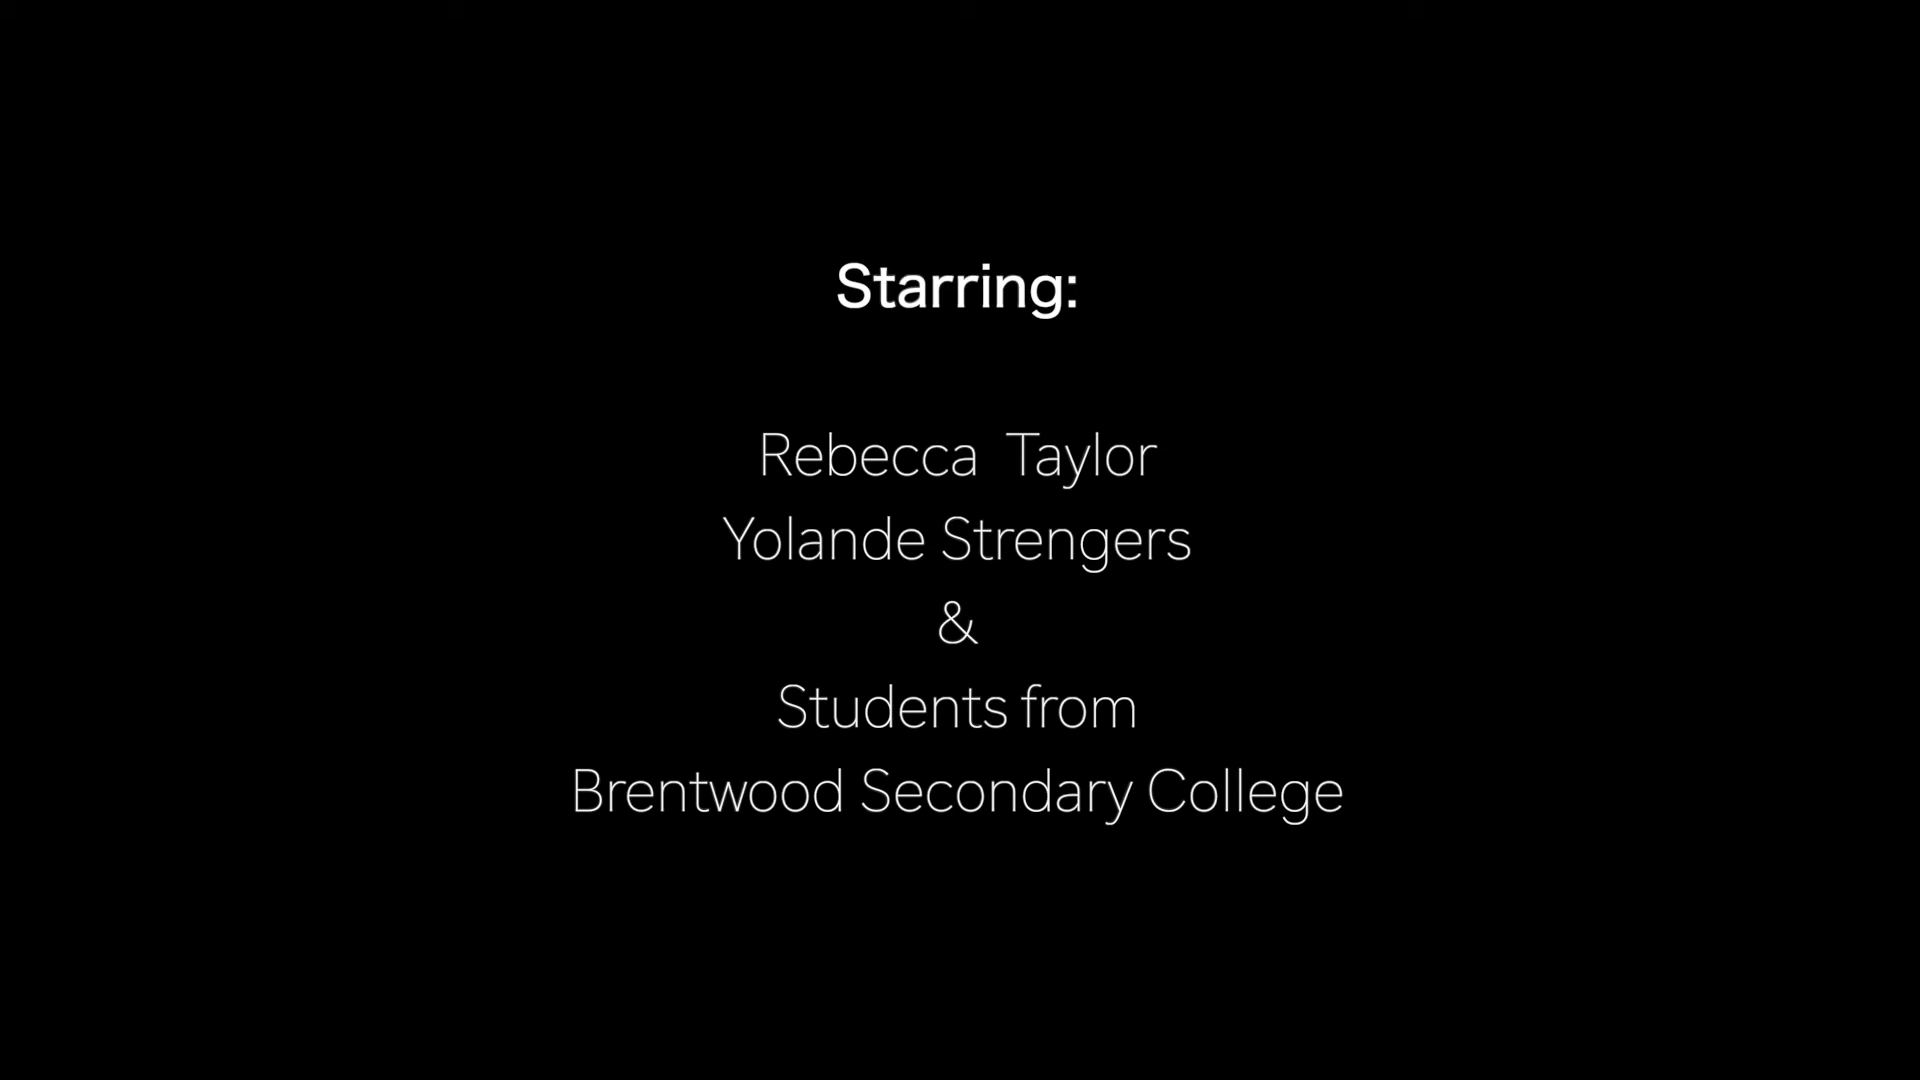 Starring:
Rebecca  Taylor
Yolande Strengers
&
Students from
Brentwood Secondary College